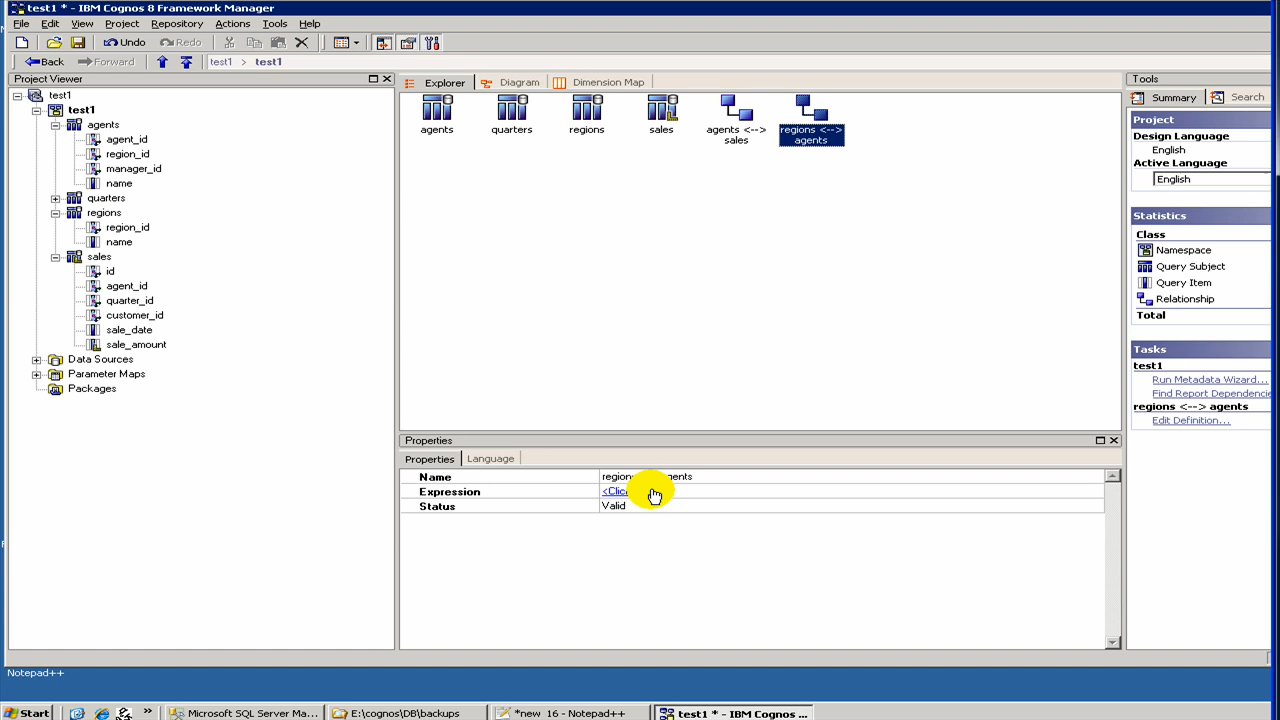 test1 * - IBM Cognos 8 Framework Manager
File Edit View Project Repository Actions Tools Help
Undo Redo
Back Forward test1 > test1
Project Viewer
test1
test1
agents
agent_id
region_id
manager_id
name
quarters
regions
region_id
name
sales
id
agent_id
quarter_id
customer_id
sale_date
sale_amount
Data Sources
Parameter Maps
Packages
Explorer Diagram Dimension Map
agents quarters regions sales agents <--> regions <-->
sales agents
Properties
Properties Language
Name
Expression <Clic
Status Valid
Tools
Summary Search
Project
Design Language
English
Active Language
English
Statistics
Class
Namespace
Query Subject
Query Item
Relationship
Total
Tasks
test1
Run Metadata Wizard...
Find Report Dependencie
regions <--> agents
Edit Definition...
Notepad++
Start » Microsoft SQL Server Ma... E:\cognos\DB\backups *new 16 - Notepad++ test1 * - IBM Cognos ...